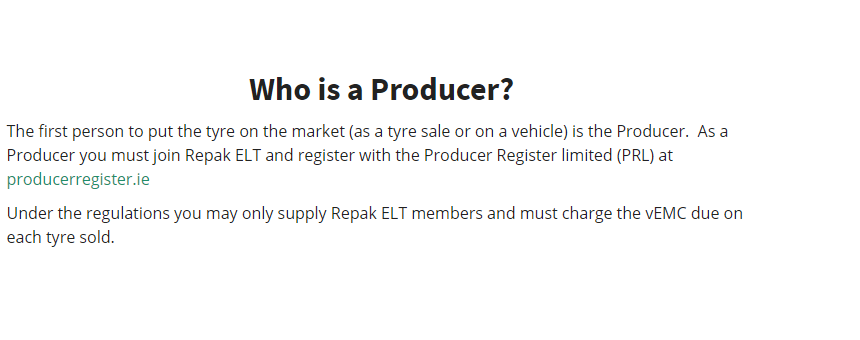 Who is a Producer?
The first person to put the tyre on the market (as a tyre sale or on a vehicle) is the Producer.  As a
Producer you must join Repak ELT and register with the Producer Register limited (PRL) at
producerregister.ie
Under the regulations you may only supply Repak ELT members and must charge the vEMC due on
each tyre sold.